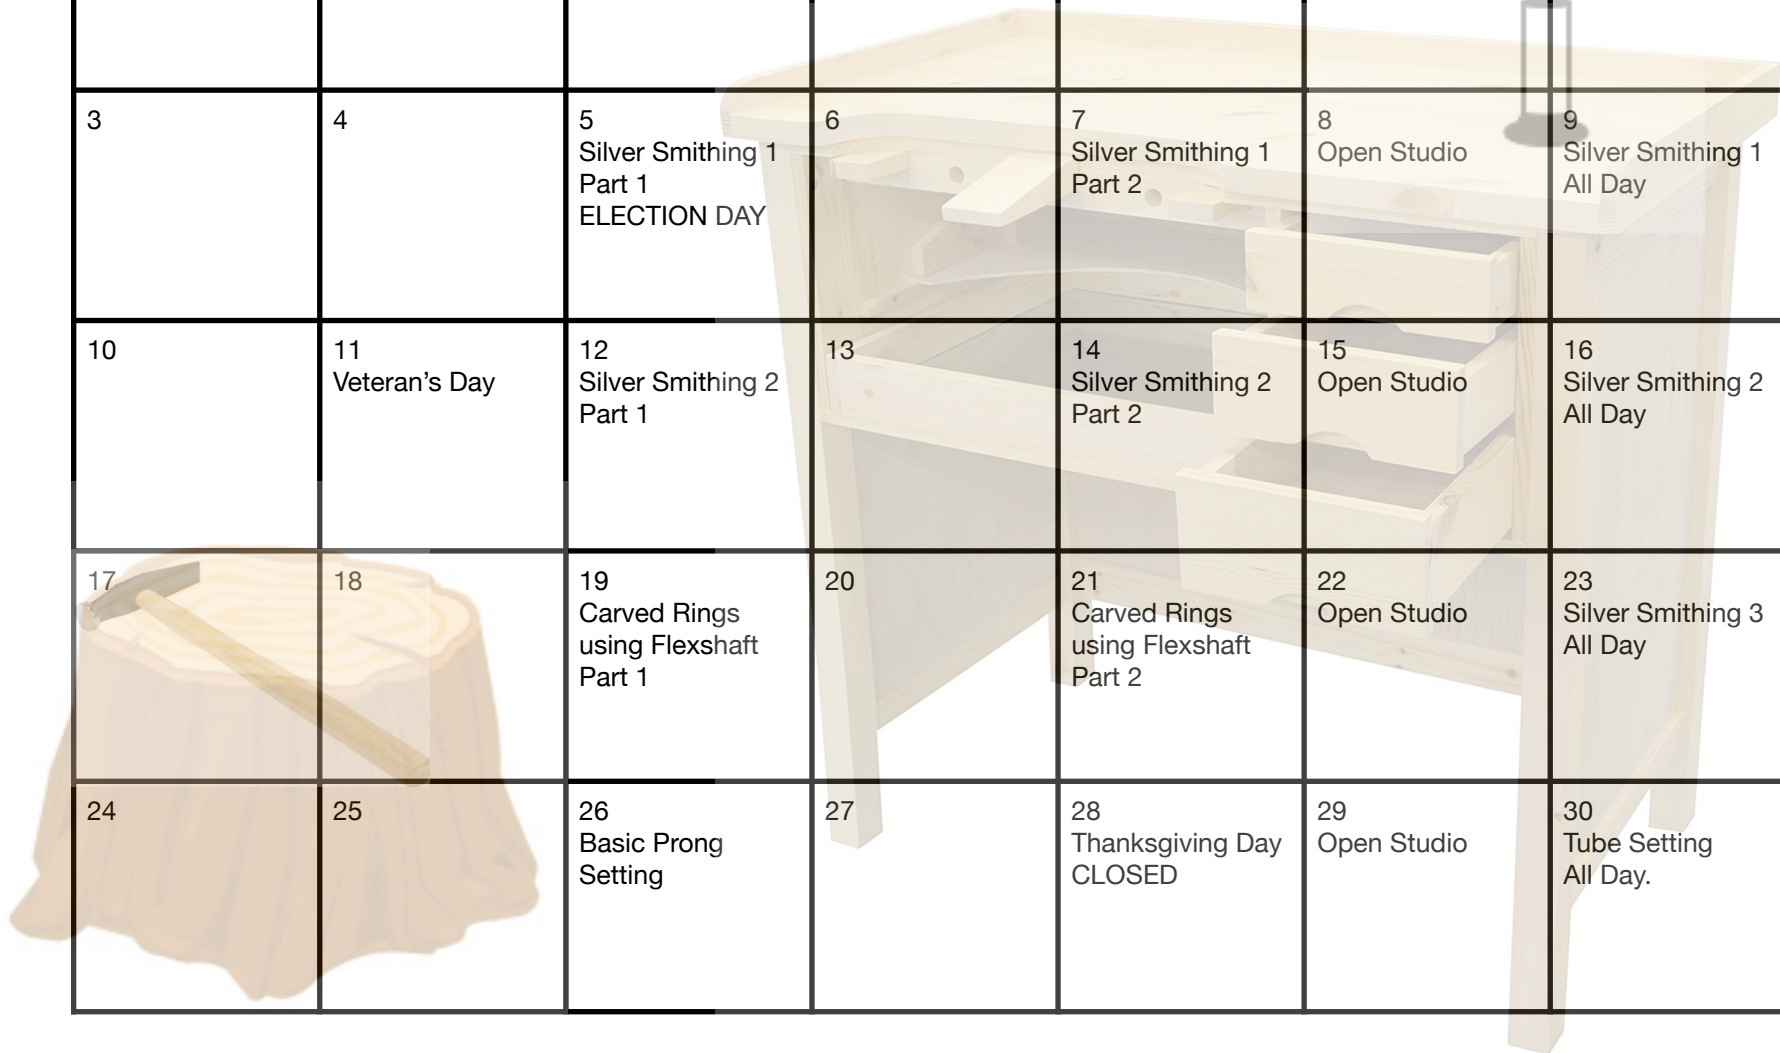 3
4
5
Silver Smithing 1
Part 1
ELECTION DAY
6
7
Silver Smithing 1
Part 2
8
Open Studio
9
Silver Smithing 1
All Day
10
11
Veteran’s Day
12
Silver Smithing 2
Part 1
13
14
Silver Smithing 2
Part 2
15
Open Studio
16
Silver Smithing 2
All Day
17
18
19
Carved Rings
using Flexshaft
Part 1
20
21
Carved Rings
using Flexshaft
Part 2
22
Open Studio
23
Silver Smithing 3
All Day
24
25
26
Basic Prong
Setting
27
28
Thanksgiving Day
CLOSED
29
Open Studio
30
Tube Setting
All Day.